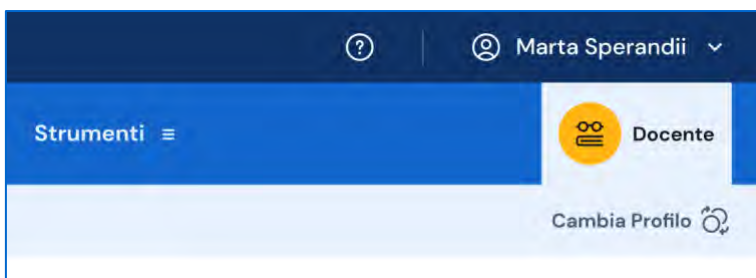 Marta Sperandii
Strumenti
Docente
Cambia Profilo